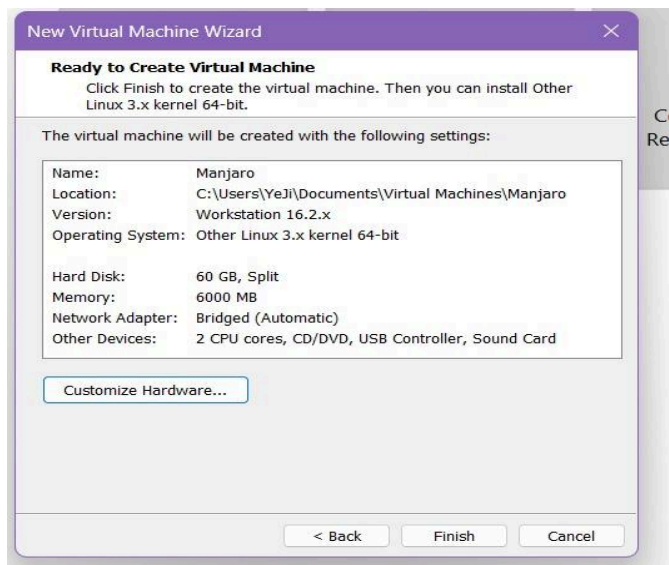 New Virtual Machine Wizard
Ready to Create Virtual Machine
Click Finish to create the virtual machine. Then you can install Other
Linux 3.x kernel 64-bit.
The virtual machine will be created with the following settings:
Name: Manjaro
Location: C:\Users\YeJi\Documents\Virtual Machines\Manjaro
Version: Workstation 16.2.x
Operating System: Other Linux 3.x kernel 64-bit
Hard Disk: 60 GB, Split
Memory: 6000 MB
Network Adapter: Bridged (Automatic)
Other Devices: 2 CPU cores, CD/DVD, USB Controller, Sound Card
Customize Hardware...
< Back Finish Cancel